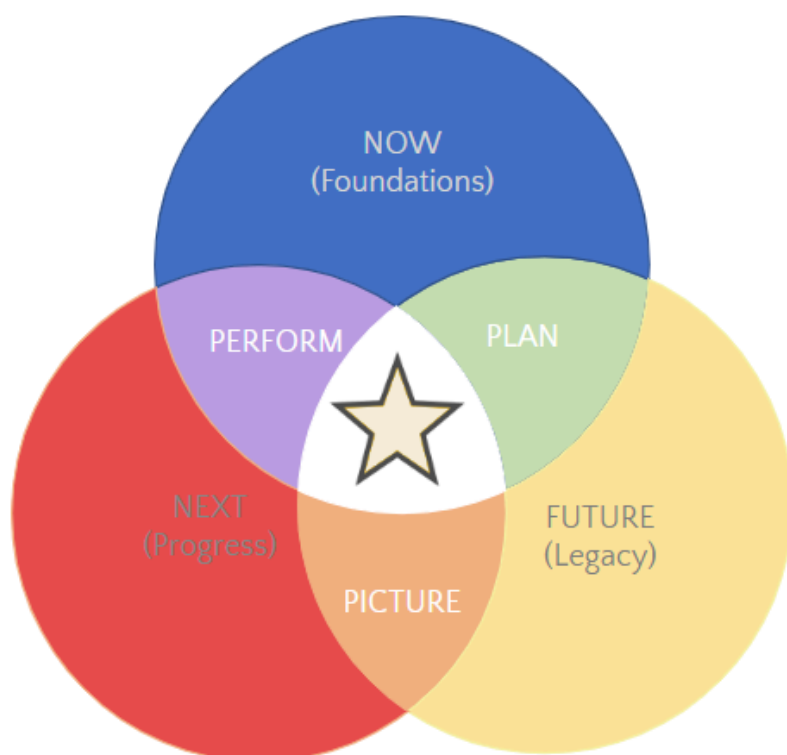 NOW
(Foundations)
PERFORM
PLAN
NEXT
(Progress)
FUTURE
(Legacy)
PICTURE